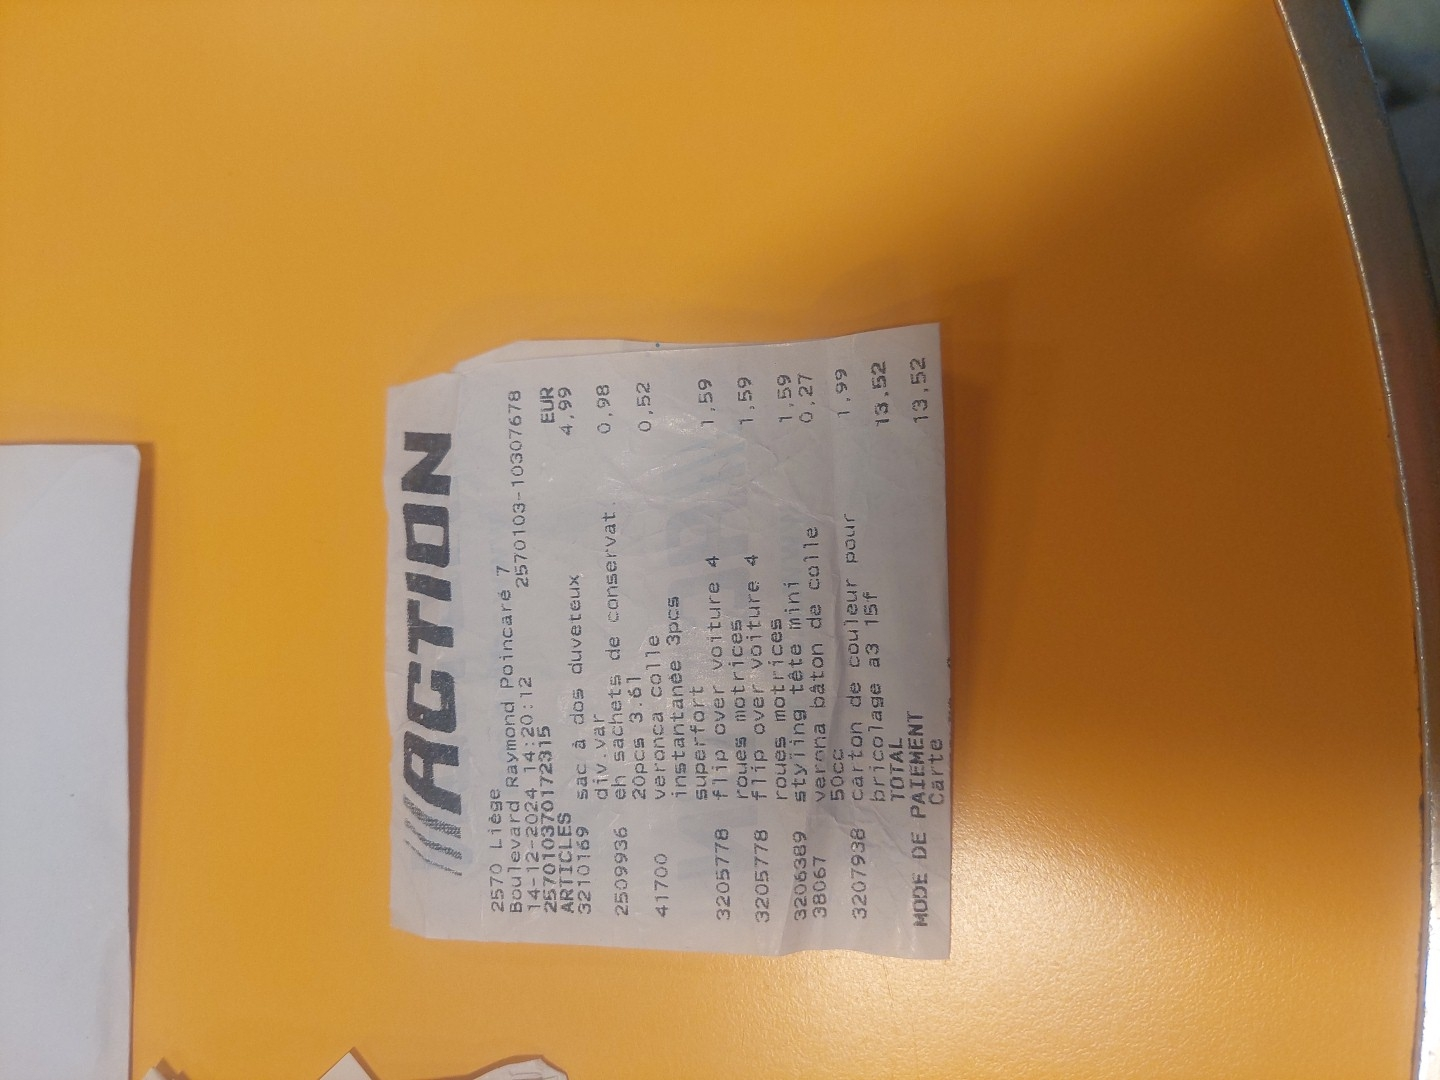 ACTION
2570 Liège
Boulevard Raymond Poincaré 7
14-12-2024 14:20:12 2570103-10307678
257010370172315
ARTICLES EUR
3210169 sac à dos duveteux 4,99
div.var
2509936 eh sachets de conservat. 0,98
20pcs 3.6l
41700 veronca colle 0,52
instantanée 3pcs
superfort
3205778 flip over voiture 4 1,59
roues motrices
3205778 flip over voiture 4 1,59
roues motrices
3206389 styling tête mini 1,59
38067 verona bâton de colle 0,27
50cc
3207938 carton de couleur pour 1,99
bricolage a3 15f
TOTAL 13,52
MODE DE PAIEMENT
Carte 13,52